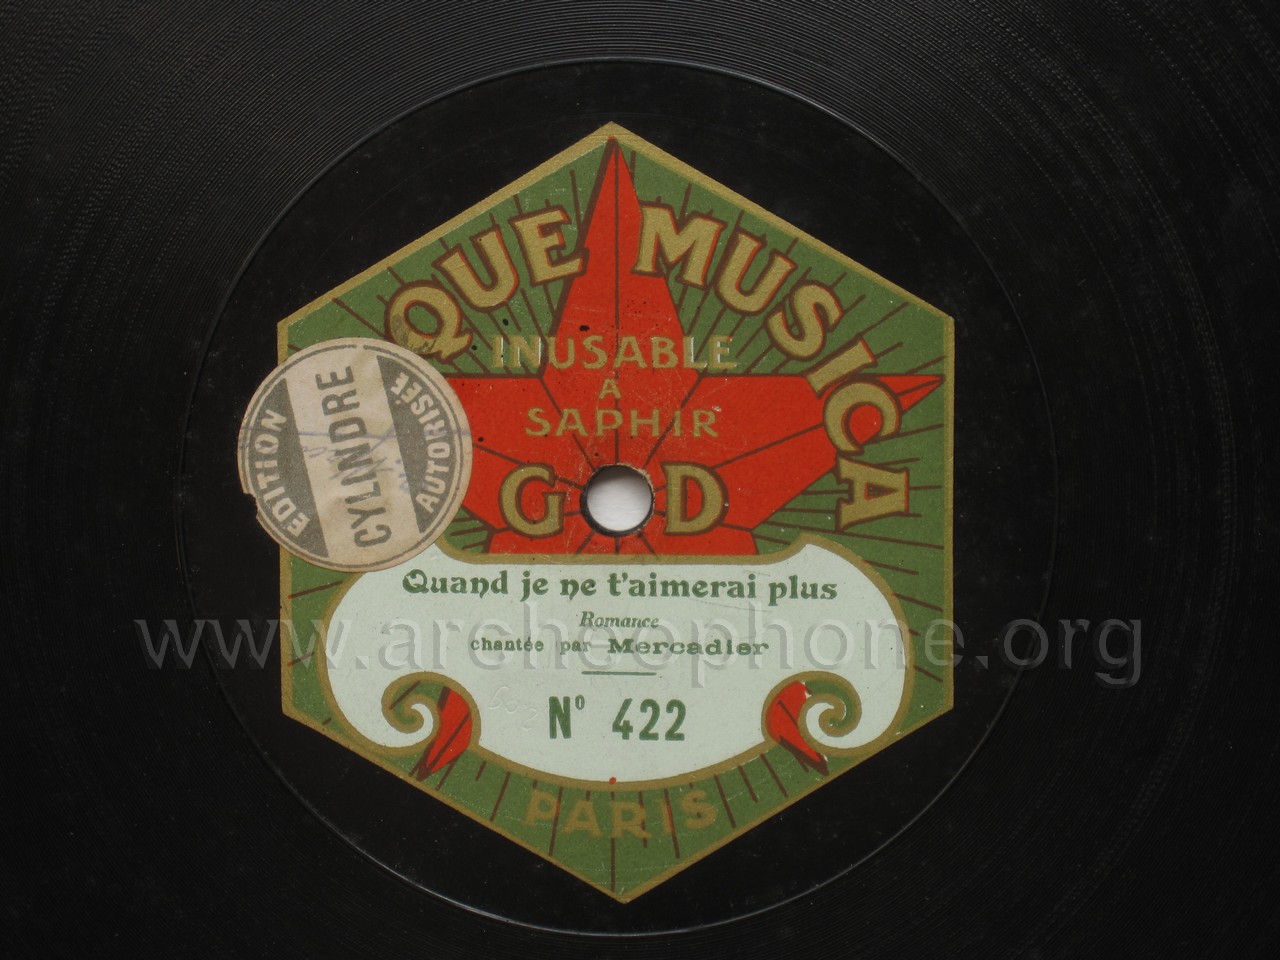 QUE MUSICA
INUSABLE
A
SAPHIR
G D
EDITION
CYLINDRE
AUTORISÉE
Quand je ne t'aimerai plus
Romance
chantée par Mercadier
Nº 422
PARIS
www.archeophone.org